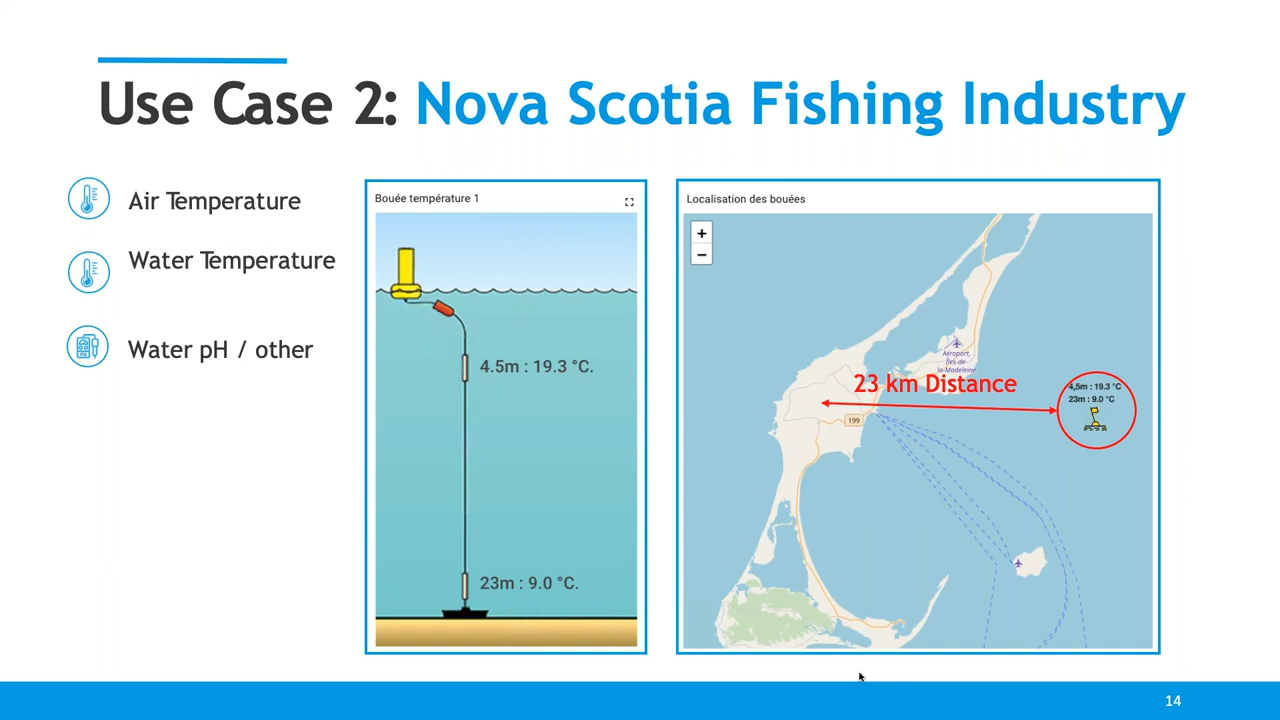 Use Case 2: Nova Scotia Fishing Industry
Air Temperature
Water Temperature
Water pH / other
Bouée température 1
4.5m : 19.3 °C.
23m : 9.0 °C.
Localisation des bouées
+
−
Aéroport,
Îles-de-
la-Madeleine
23 km Distance
4,5m : 19.3 °C
23m : 9.0 °C
199
14